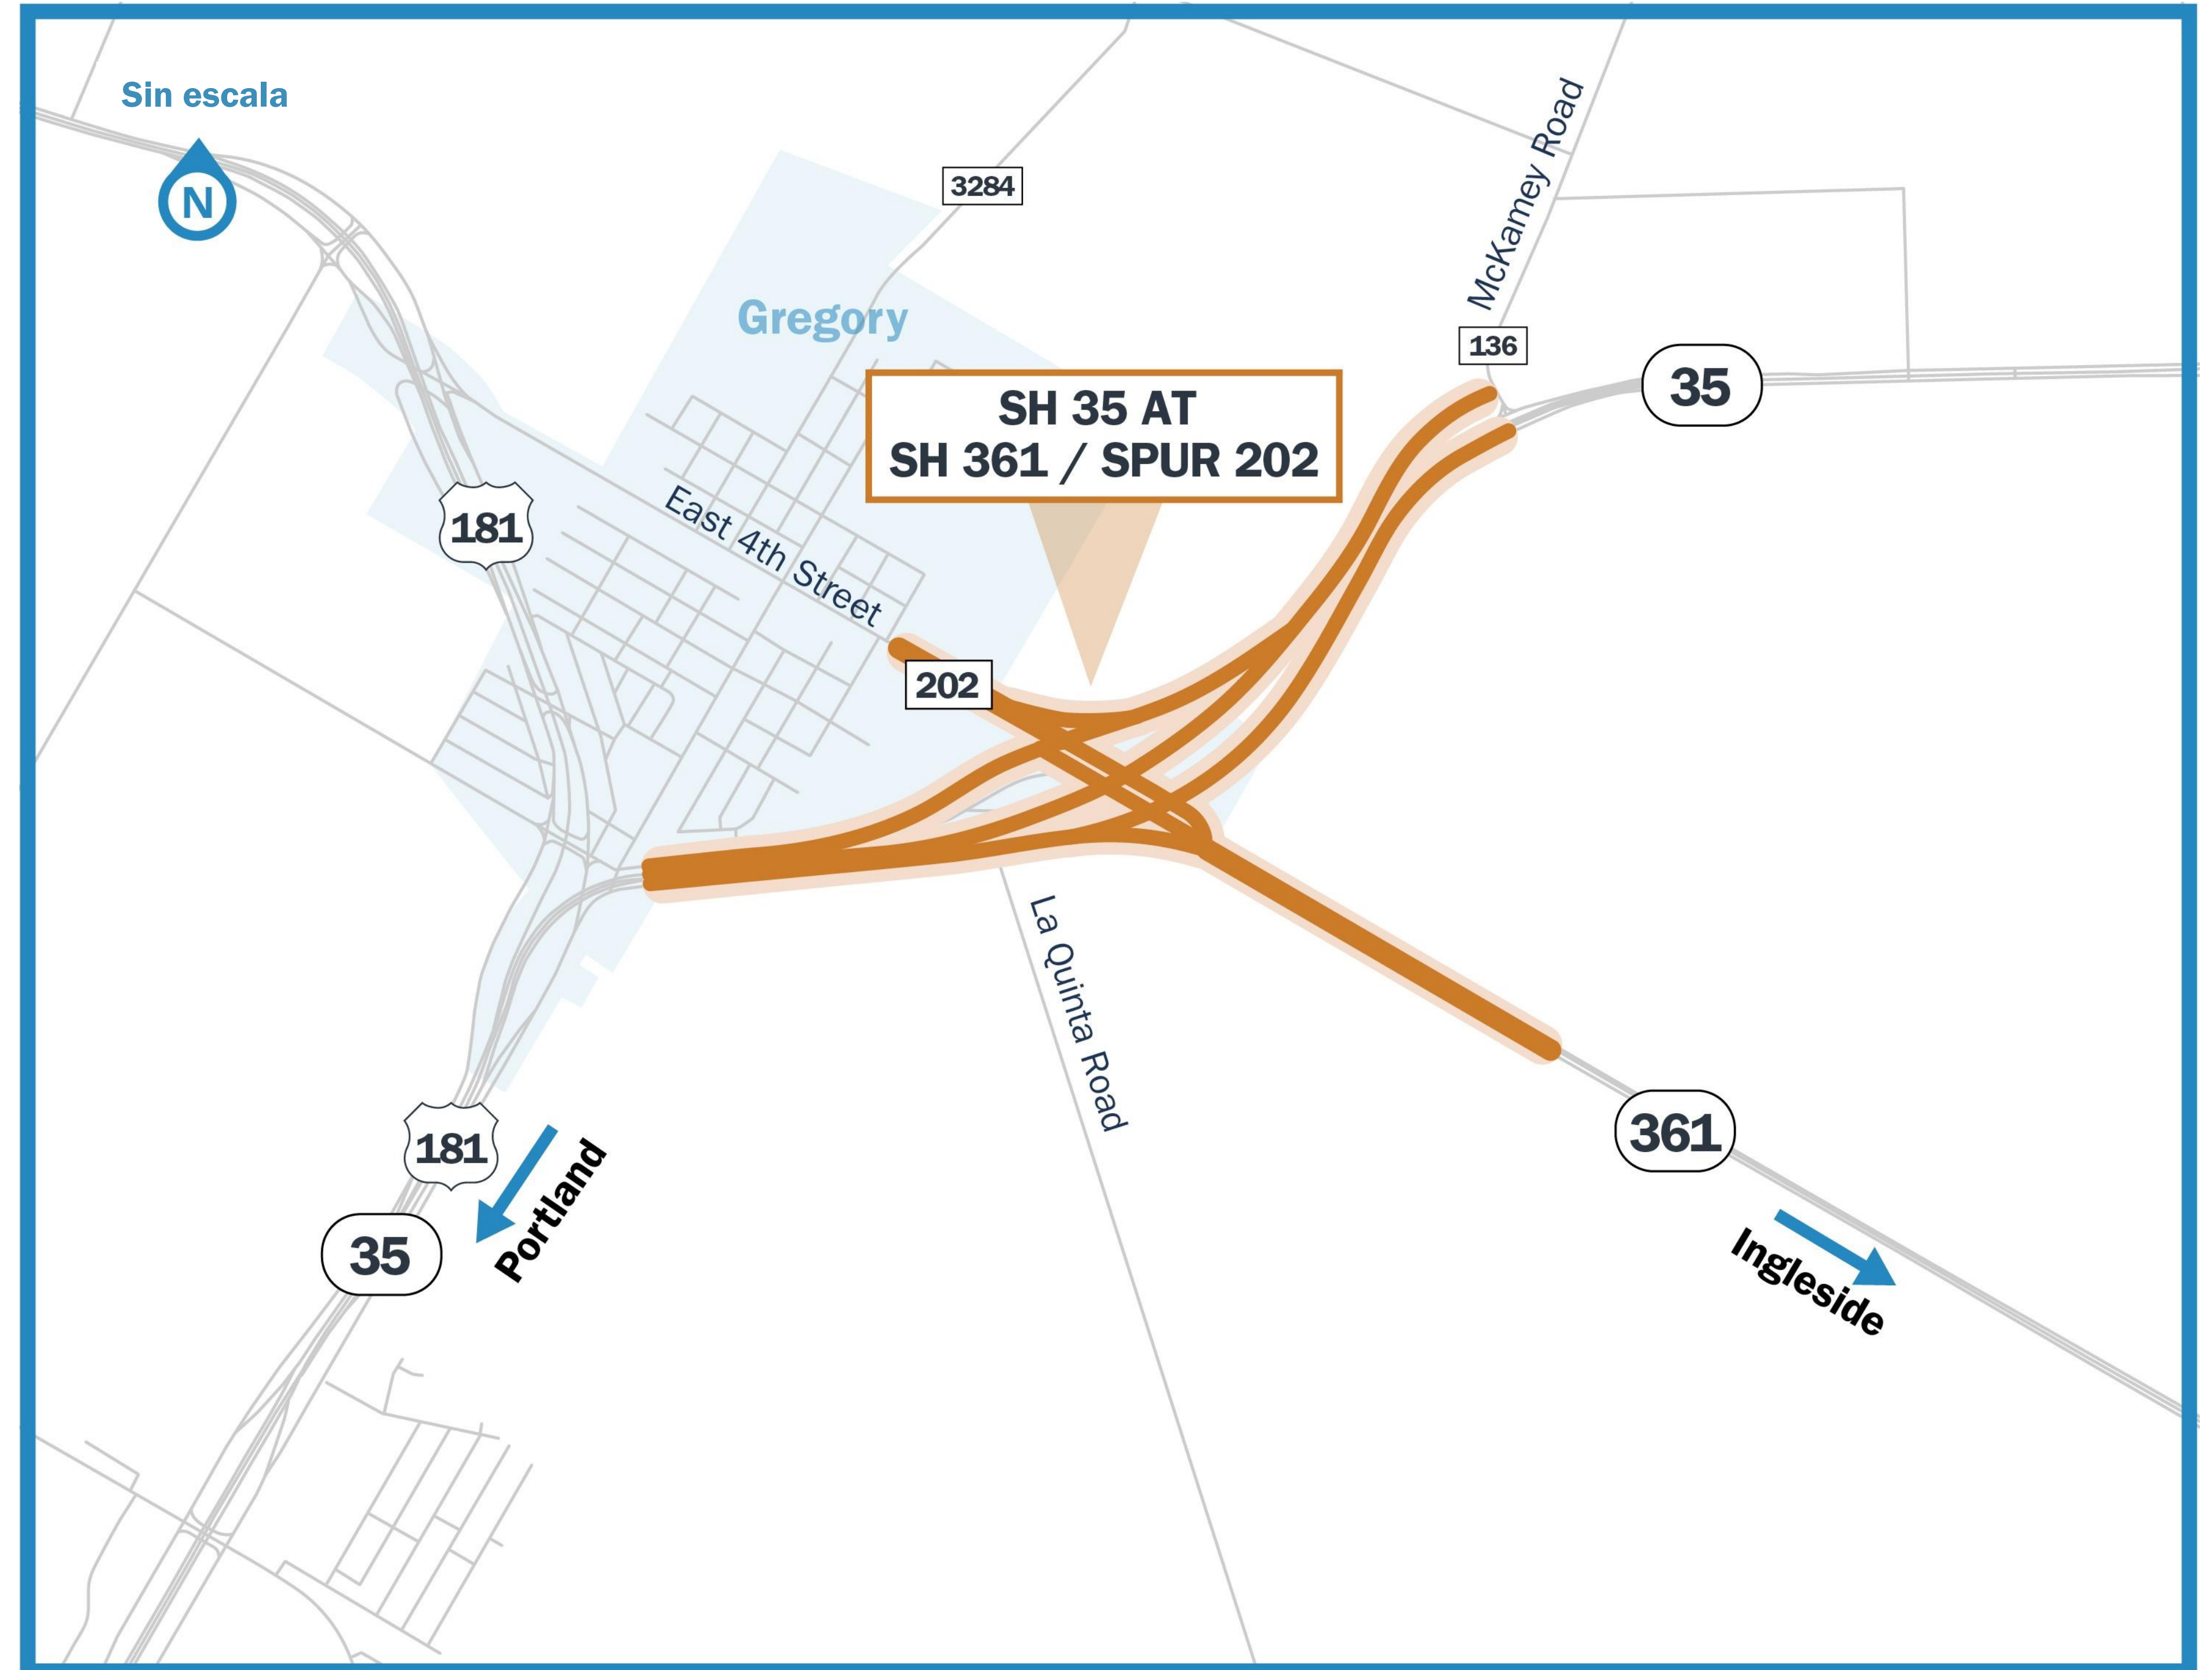 Sin escala
N
3284
McKamey Road
Gregory
136
35
SH 35 AT
SH 361 / SPUR 202
181
East 4th Street
202
La Quinta Road
361
181
Portland
35
Ingleside